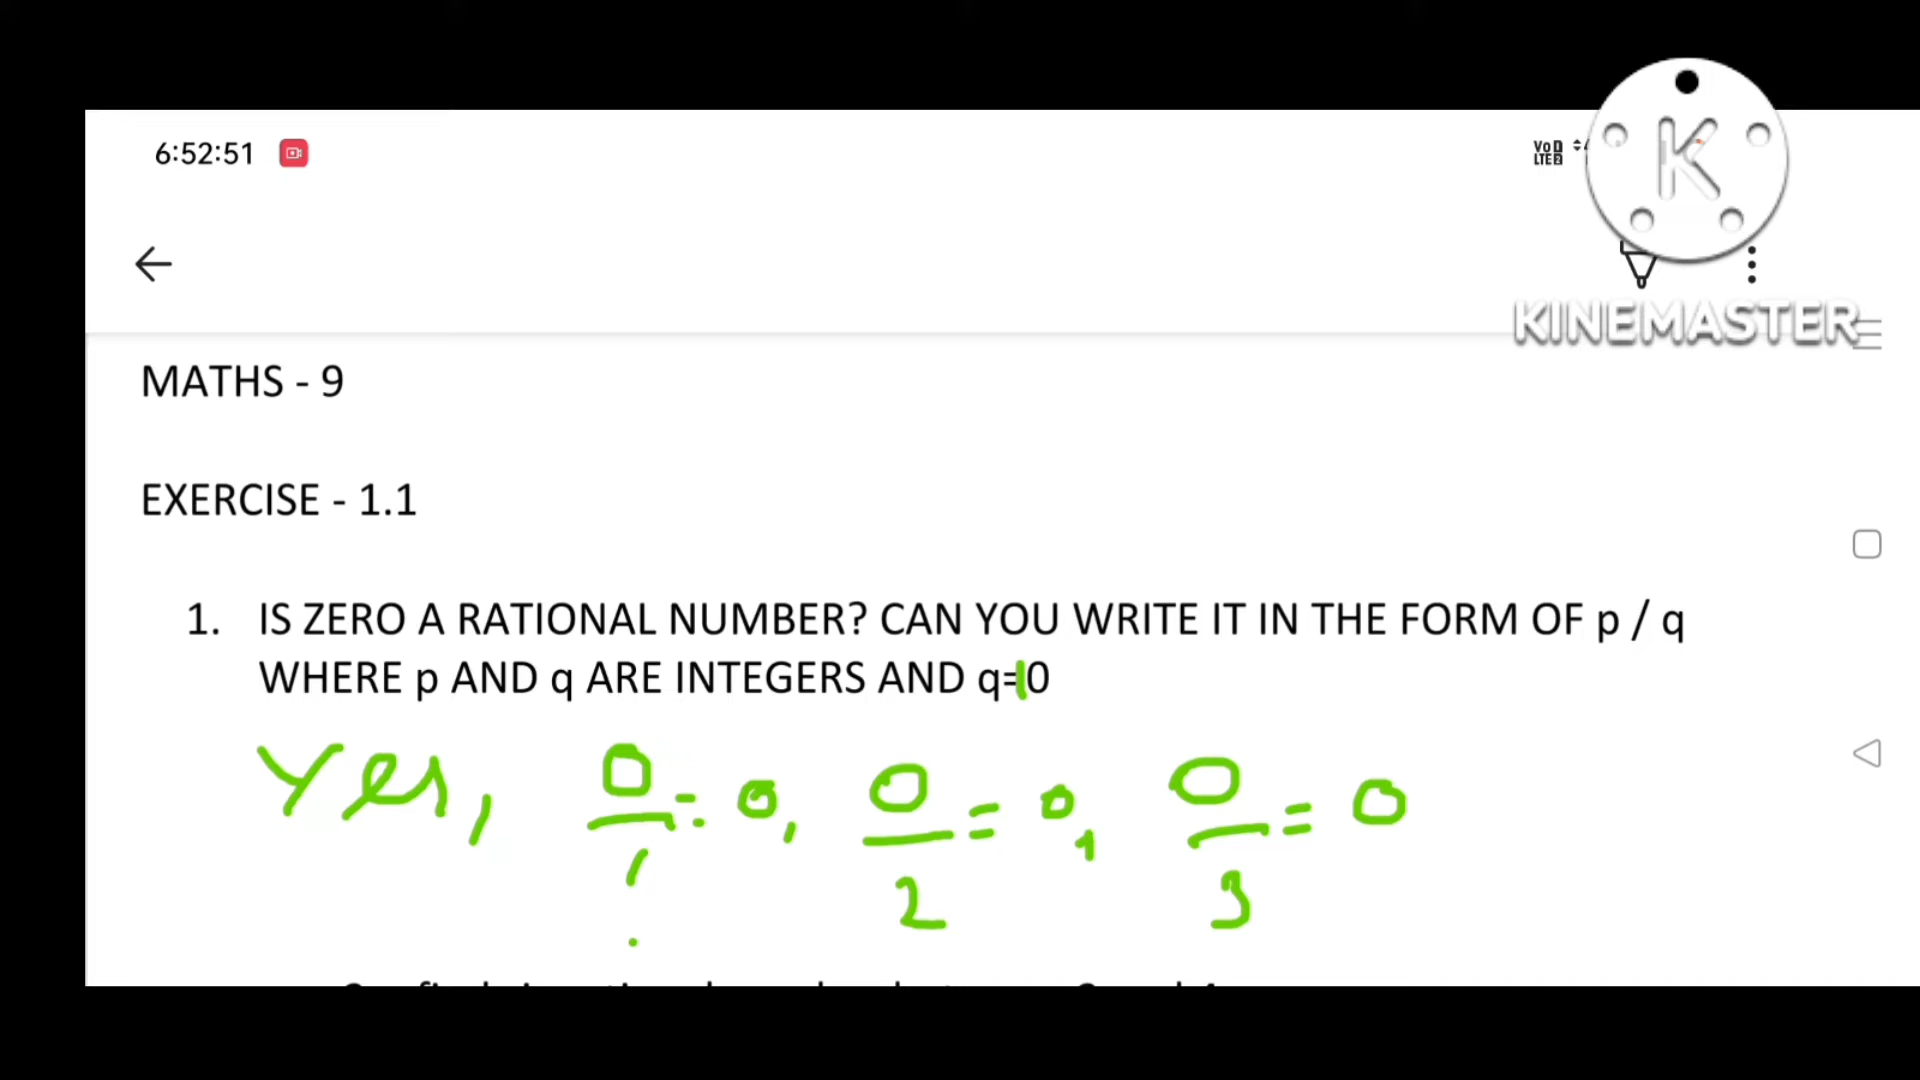 6:52:51
Vo
LTE
K
KINEMASTER
MATHS - 9
EXERCISE - 1.1
1. IS ZERO A RATIONAL NUMBER? CAN YOU WRITE IT IN THE FORM OF p / q
WHERE p AND q ARE INTEGERS AND q≠0
Yes, 0/1 = 0, 0/2 = 0, 0/3 = 0